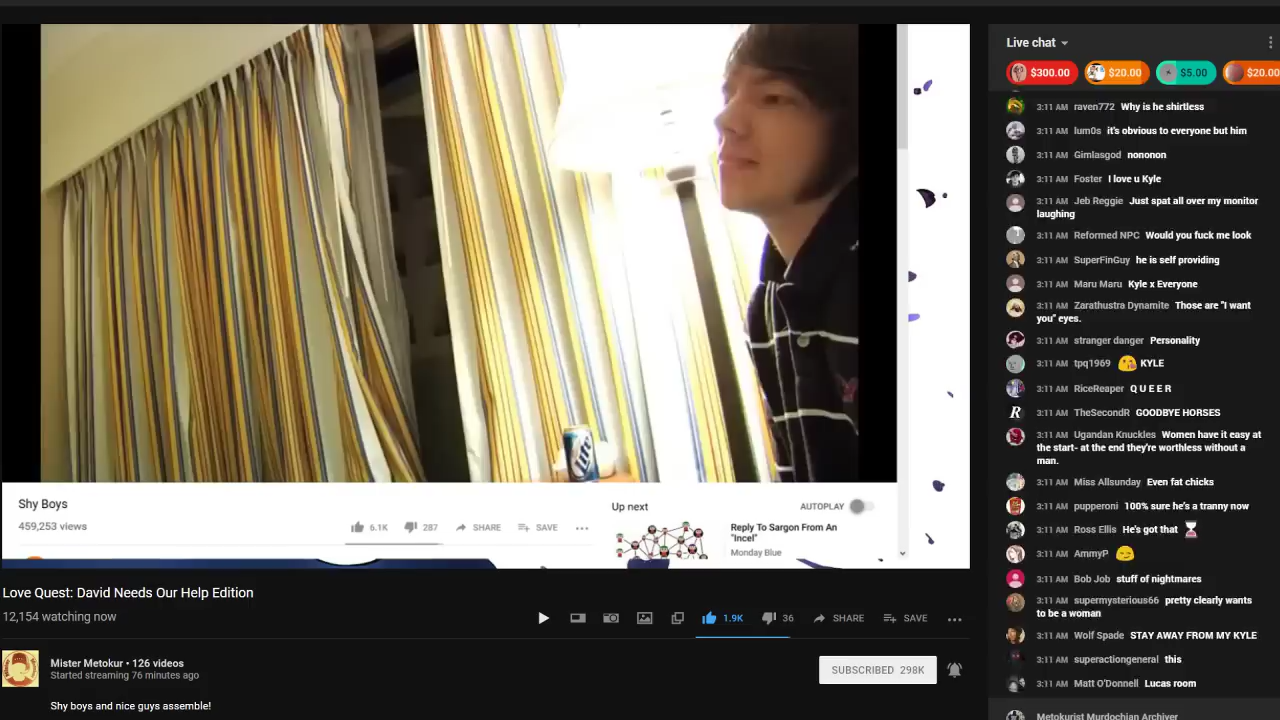 Lite
Shy Boys
459,253 views
6.1K
287
SHARE
SAVE
Up next
AUTOPLAY
Reply To Sargon From An
"Incel"
Monday Blue
Love Quest: David Needs Our Help Edition
12,154 watching now
1.9K
36
SHARE
SAVE
Mister Metokur • 126 videos
Started streaming 76 minutes ago
SUBSCRIBED 298K
Shy boys and nice guys assemble!
Live chat
$300.00
$20.00
$5.00
$20.00
3:11 AM raven772 Why is he shirtless
3:11 AM lum0s it's obvious to everyone but him
3:11 AM Gimlasgod nononon
3:11 AM Foster I love u Kyle
3:11 AM Jeb Reggie Just spat all over my monitor
laughing
3:11 AM Reformed NPC Would you fuck me look
3:11 AM SuperFinGuy he is self providing
3:11 AM Maru Maru Kyle x Everyone
3:11 AM Zarathustra Dynamite Those are "I want
you" eyes.
3:11 AM stranger danger Personality
3:11 AM tpq1969 😘 KYLE
3:11 AM RiceReaper Q U E E R
R
3:11 AM TheSecondR GOODBYE HORSES
3:11 AM Ugandan Knuckles Women have it easy at
the start- at the end they're worthless without a
man.
3:11 AM Miss Allsunday Even fat chicks
3:11 AM pupperoni 100% sure he's a tranny now
3:11 AM Ross Ellis He's got that ⏳
3:11 AM AmmyP 😏
3:11 AM Bob Job stuff of nightmares
3:11 AM supermysterious66 pretty clearly wants
to be a woman
3:11 AM Wolf Spade STAY AWAY FROM MY KYLE
3:11 AM superactiongeneral this
3:11 AM Matt O'Donnell Lucas room
Metokurist Murdochian Archiver